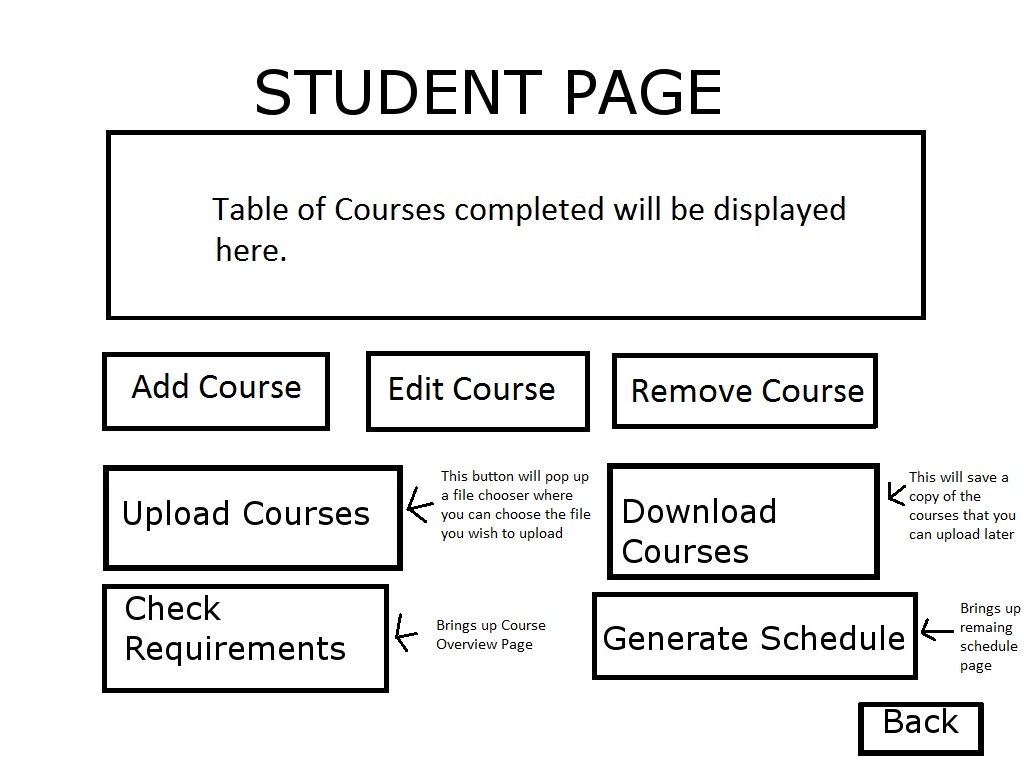 STUDENT PAGE
Table of Courses completed will be displayed
here.
Add Course
Edit Course
Remove Course
Upload Courses
This button will pop up
a file chooser where
you can choose the file
you wish to upload
Download
Courses
This will save a
copy of the
courses that you
can upload later
Check
Requirements
Brings up Course
Overview Page
Generate Schedule
Brings up
remaing
schedule
page
Back